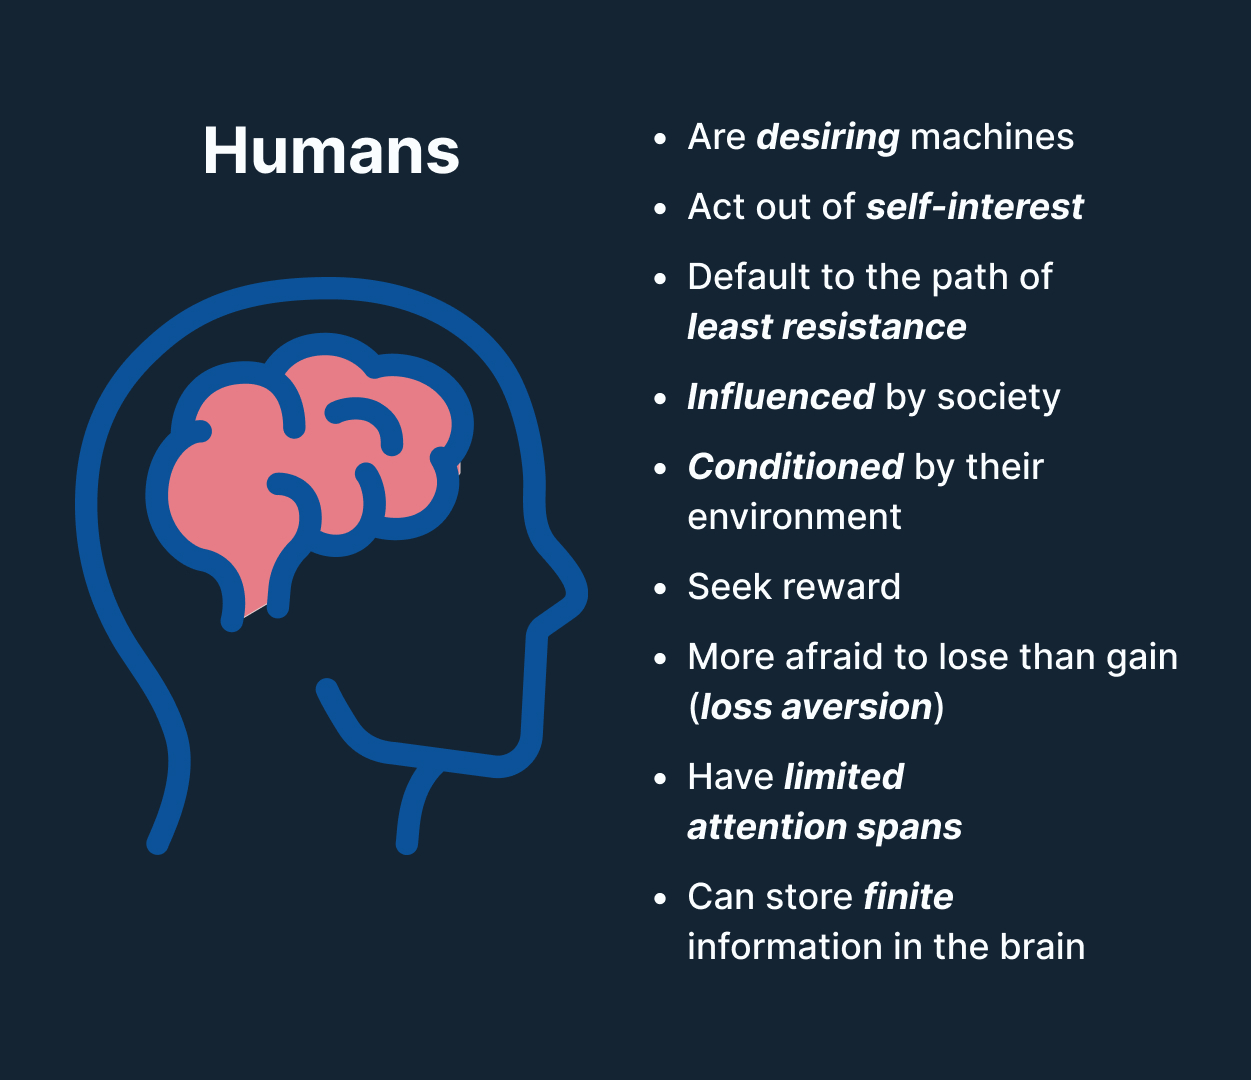 Humans
• Are desiring machines
• Act out of self-interest
• Default to the path of
least resistance
• Influenced by society
• Conditioned by their
environment
• Seek reward
• More afraid to lose than gain
(loss aversion)
• Have limited
attention spans
• Can store finite
information in the brain